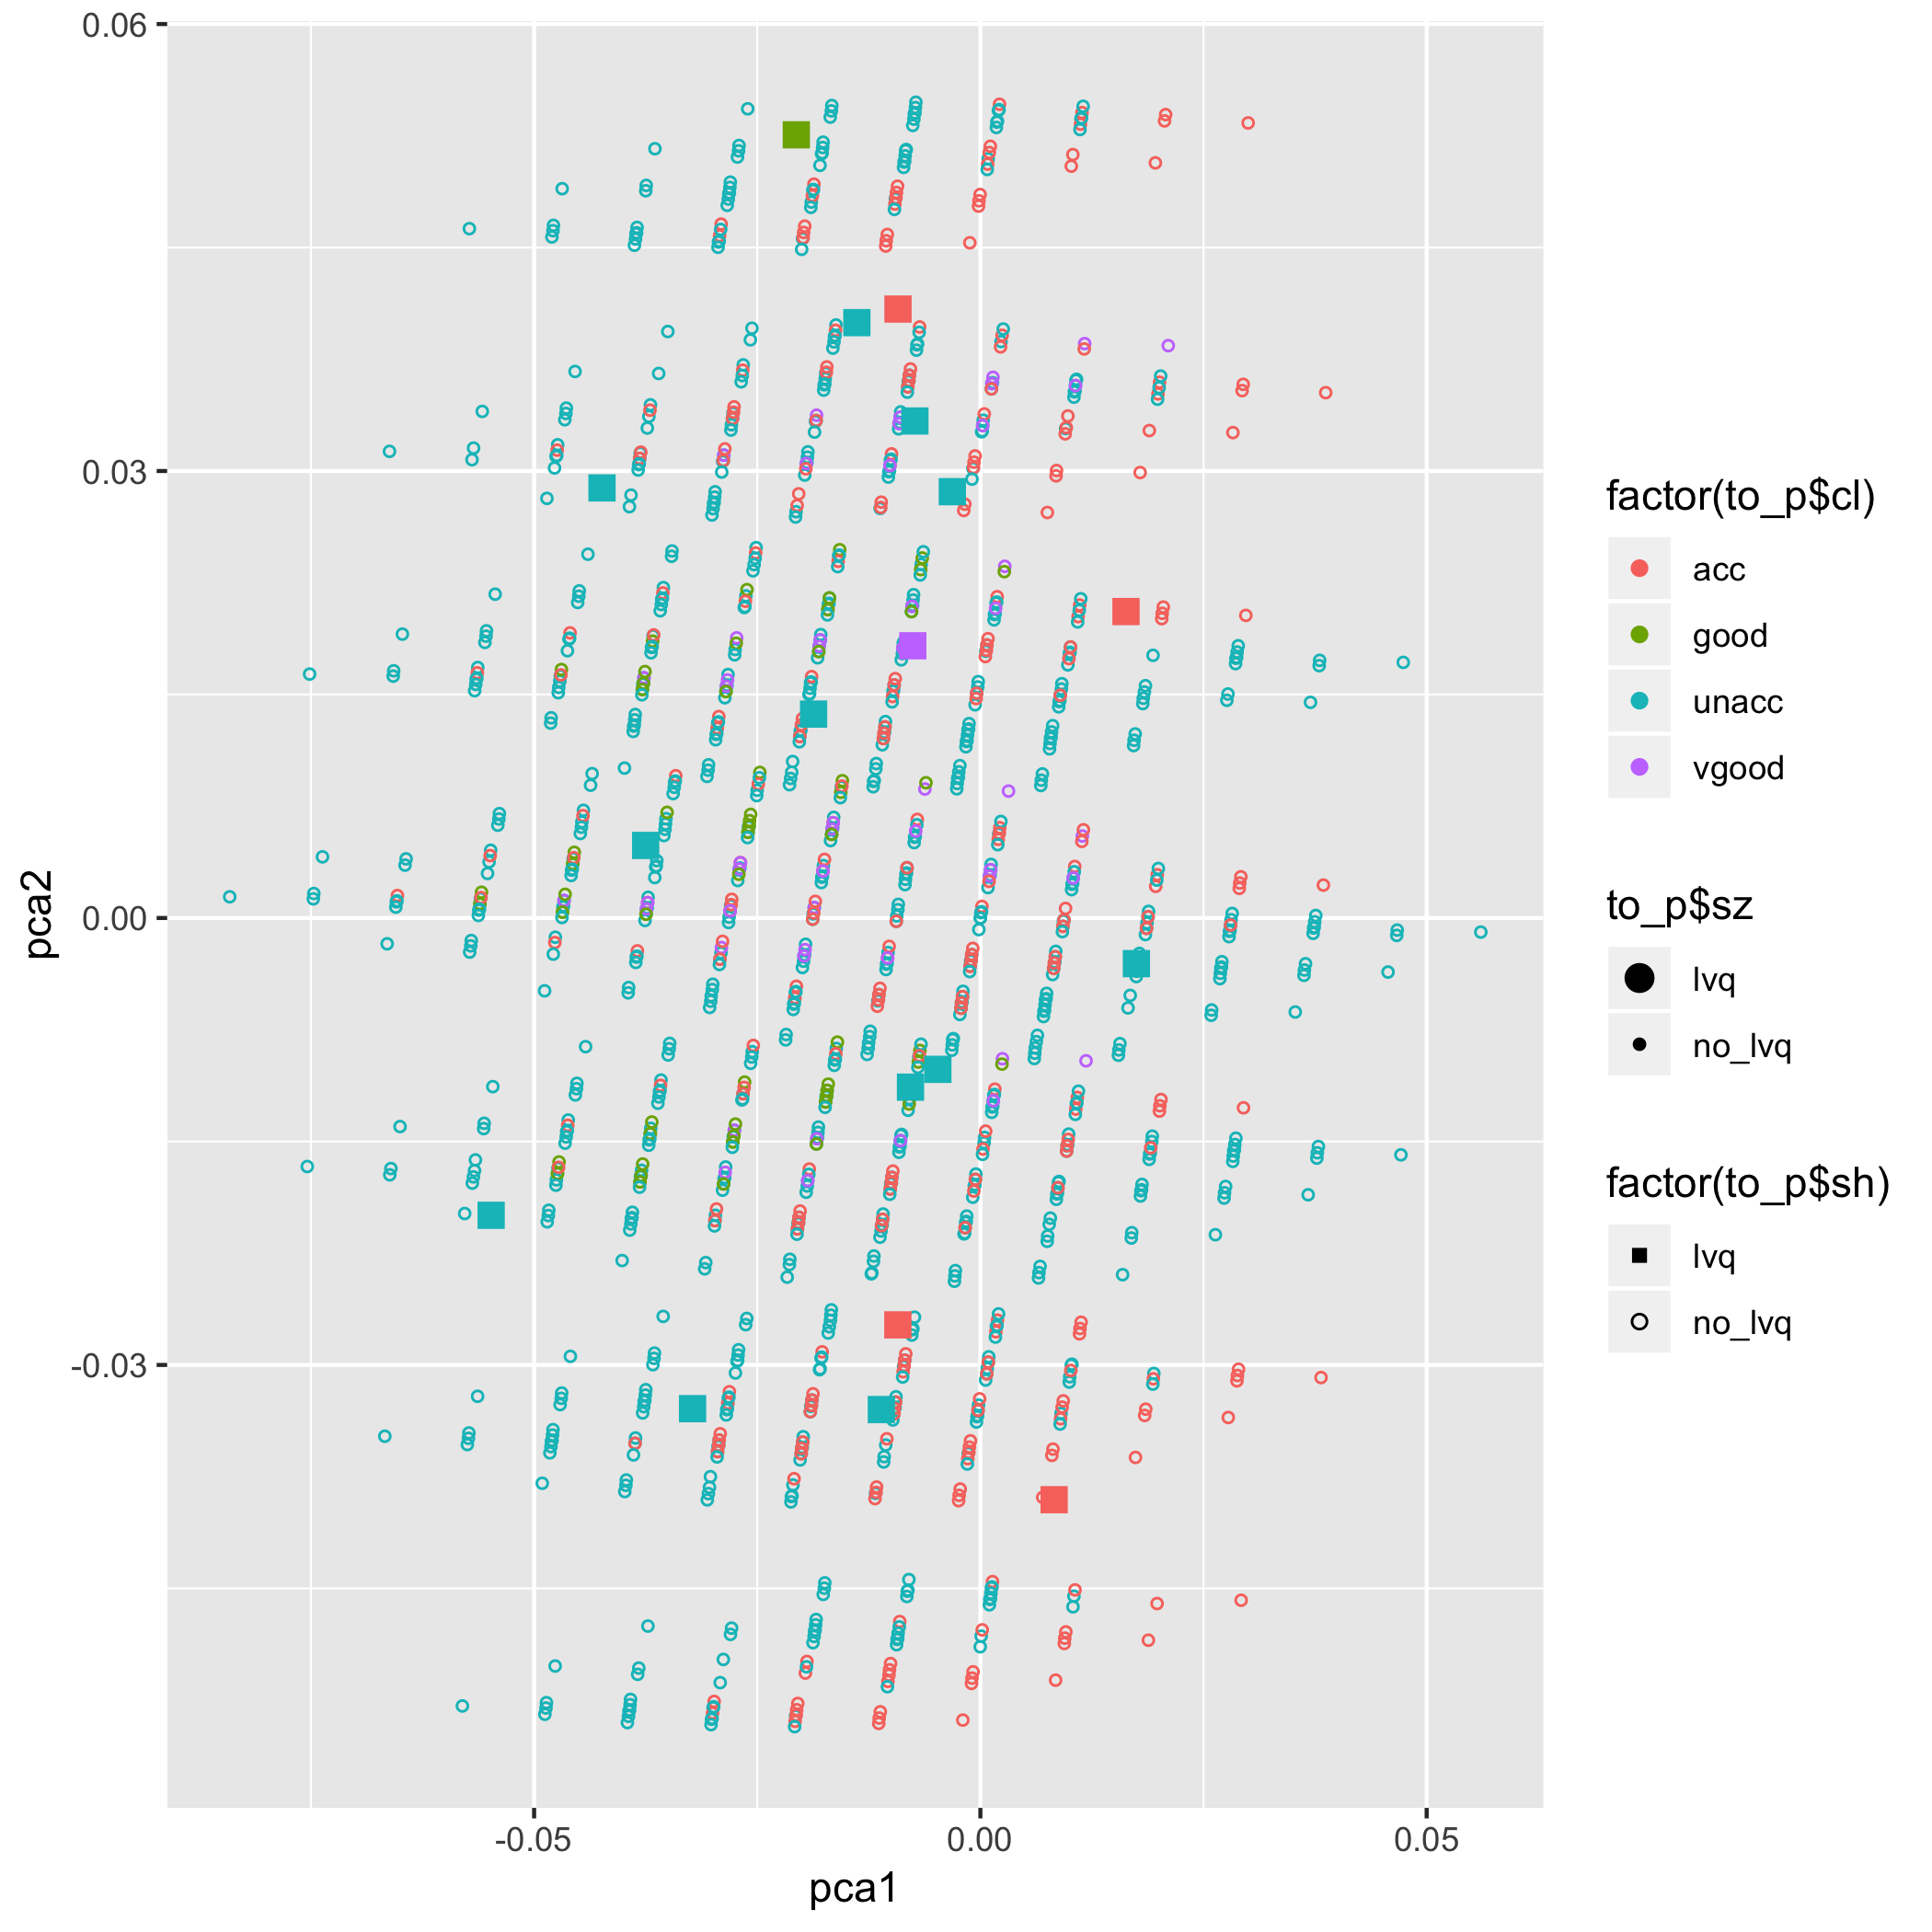 0.06
0.03
0.00
-0.03
pca2
-0.05
0.00
0.05
pca1
factor(to_p$cl)
acc
good
unacc
vgood
to_p$sz
lvq
no_lvq
factor(to_p$sh)
lvq
no_lvq